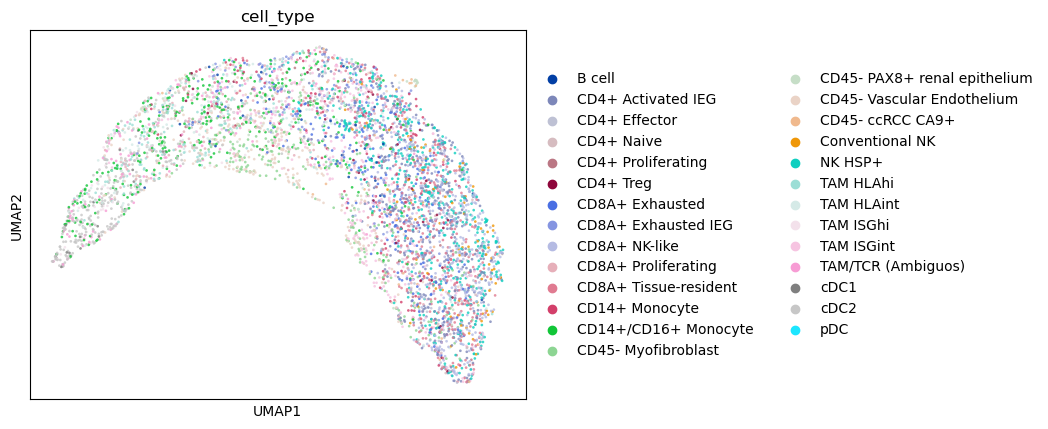 cell_type
UMAP2
UMAP1
B cell
CD4+ Activated IEG
CD4+ Effector
CD4+ Naive
CD4+ Proliferating
CD4+ Treg
CD8A+ Exhausted
CD8A+ Exhausted IEG
CD8A+ NK-like
CD8A+ Proliferating
CD8A+ Tissue-resident
CD14+ Monocyte
CD14+/CD16+ Monocyte
CD45- Myofibroblast
CD45- PAX8+ renal epithelium
CD45- Vascular Endothelium
CD45- ccRCC CA9+
Conventional NK
NK HSP+
TAM HLAhi
TAM HLAint
TAM ISGhi
TAM ISGint
TAM/TCR (Ambiguos)
cDC1
cDC2
pDC